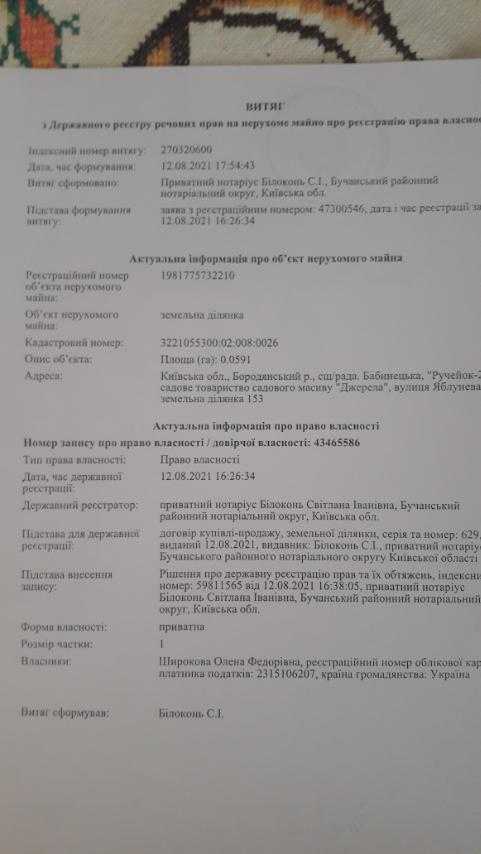 ВИТЯГ
з Державного реєстру речових прав на нерухоме майно про реєстрацію права власнос
Індексний номер витягу: 270320600
Дата, час формування: 12.08.2021 17:54:43
Витяг сформовано: Приватний нотаріус Білоконь С.І., Бучанський районний
нотаріальний округ, Київська обл.
Підстава формування заява з реєстраційним номером: 47300546, дата і час реєстрації за
витягу: 12.08.2021 16:26:34
Актуальна інформація про об’єкт нерухомого майна
Реєстраційний номер 1981775732210
об’єкта нерухомого
майна:
Об’єкт нерухомого земельна ділянка
майна:
Кадастровий номер: 3221055300:02:008:0026
Опис об’єкта: Площа (га): 0.0591
Адреса: Київська обл., Бородянський р., сщ/рада. Бабинецька, "Ручейок-2
садове товариство садового масиву "Джерела", вулиця Яблунева
земельна ділянка 153
Актуальна інформація про право власності
Номер запису про право власності / довірчої власності: 43465586
Тип права власності: Право власності
Дата, час державної 12.08.2021 16:26:34
реєстрації:
Державний реєстратор: приватний нотаріус Білоконь Світлана Іванівна, Бучанський
районний нотаріальний округ, Київська обл.
Підстава для державної договір купівлі-продажу, земельної ділянки, серія та номер: 629,
реєстрації: виданий 12.08.2021, видавник: Білоконь С.І., приватний нотаріус
Бучанського районного нотаріального округу Київської області
Підстава внесення Рішення про державну реєстрацію прав та їх обтяжень, індексни
запису: номер: 59811565 від 12.08.2021 16:38:05, приватний нотаріус
Білоконь Світлана Іванівна, Бучанський районний нотаріальний
округ, Київська обл.
Форма власності: приватна
Розмір частки: 1
Власники: Широкова Олена Федорівна, реєстраційний номер облікової кар
платника податків: 2315106207, країна громадянства: Україна
Витяг сформував: Білоконь С.І.